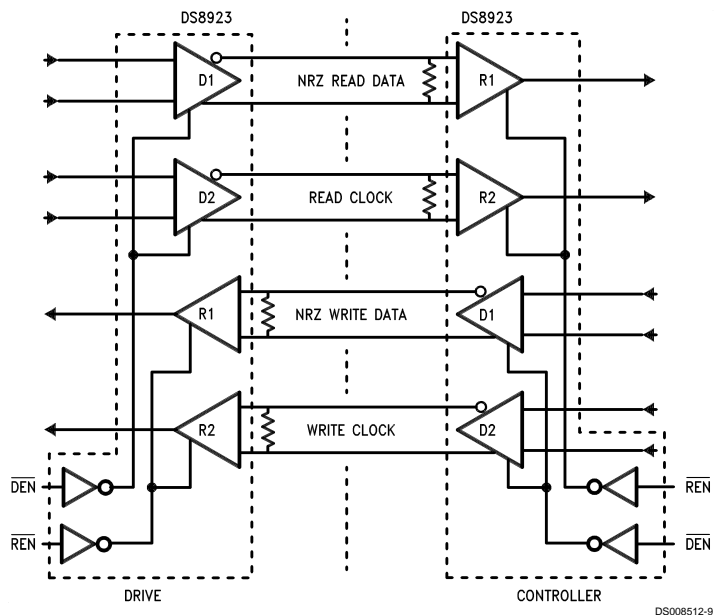 DS8923 DS8923
D1 NRZ READ DATA R1
D2 READ CLOCK R2
R1 NRZ WRITE DATA D1
R2 WRITE CLOCK D2
DEN REN
REN DEN
DRIVE CONTROLLER
DS008512-9